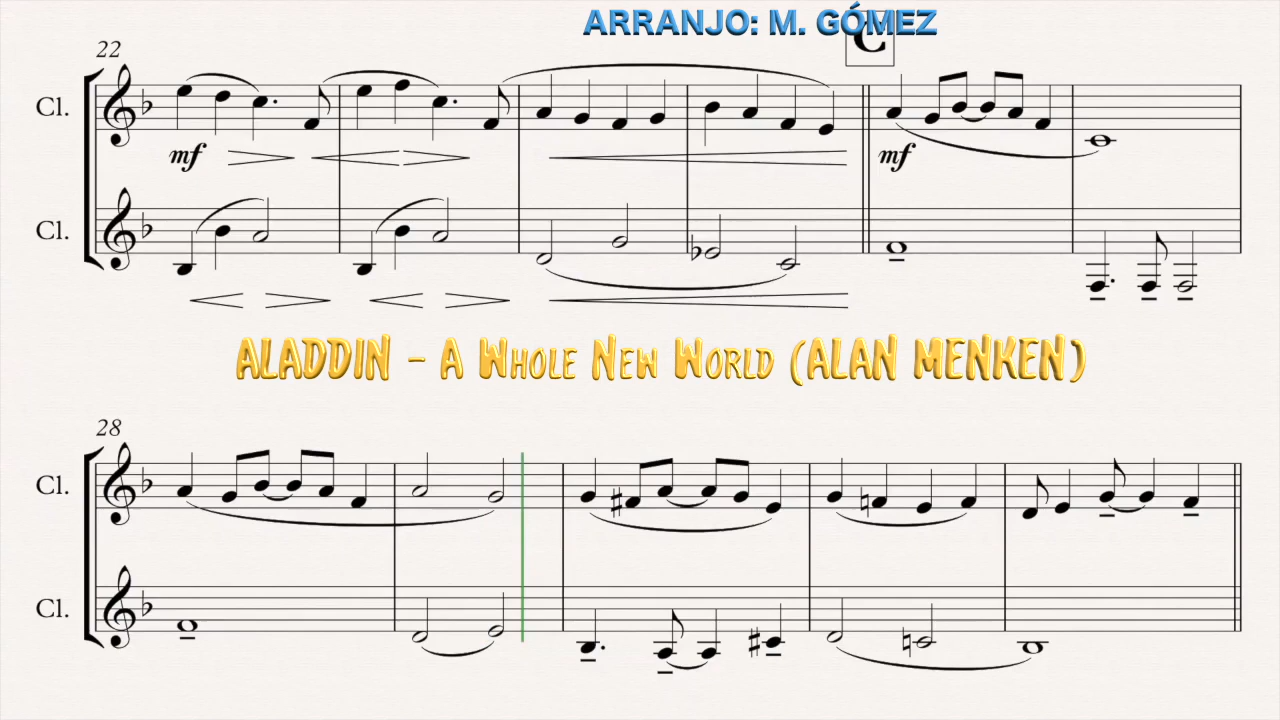 ARRANJO: M. GÓMEZ
C
22
Cl.
mf
mf
Cl.
ALADDIN - A WHOLE NEW WORLD (ALAN MENKEN)
28
Cl.
Cl.